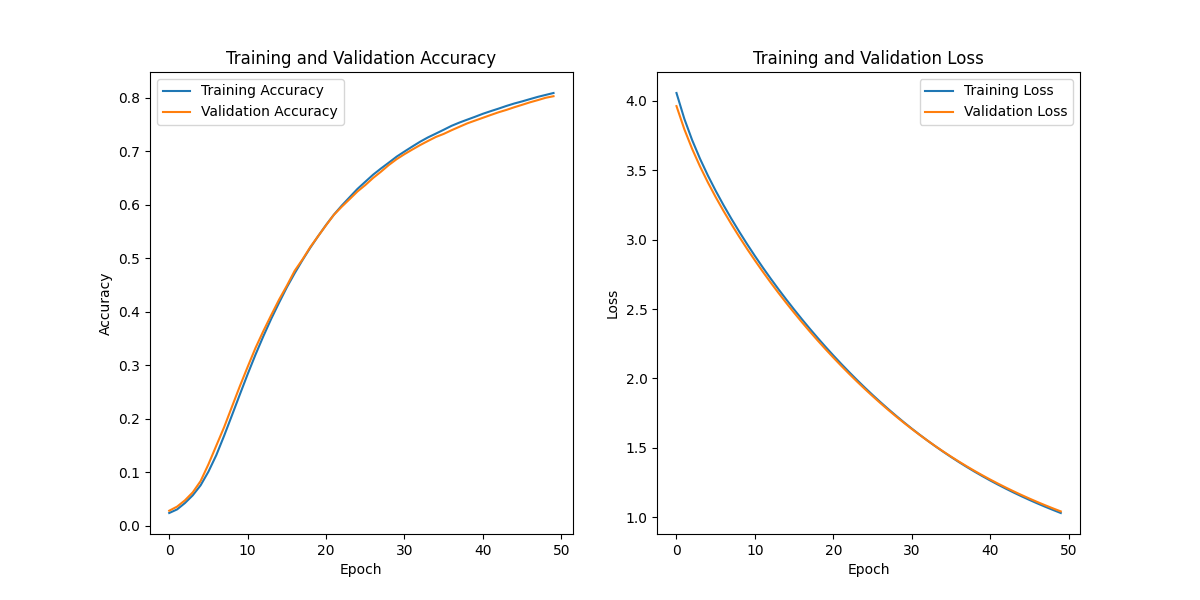 Training and Validation Accuracy
Training Accuracy
Validation Accuracy
0.8
0.7
0.6
0.5
0.4
0.3
0.2
0.1
0.0
Accuracy
0 10 20 30 40 50
Epoch
Training and Validation Loss
Training Loss
Validation Loss
4.0
3.5
3.0
2.5
2.0
1.5
1.0
Loss
0 10 20 30 40 50
Epoch